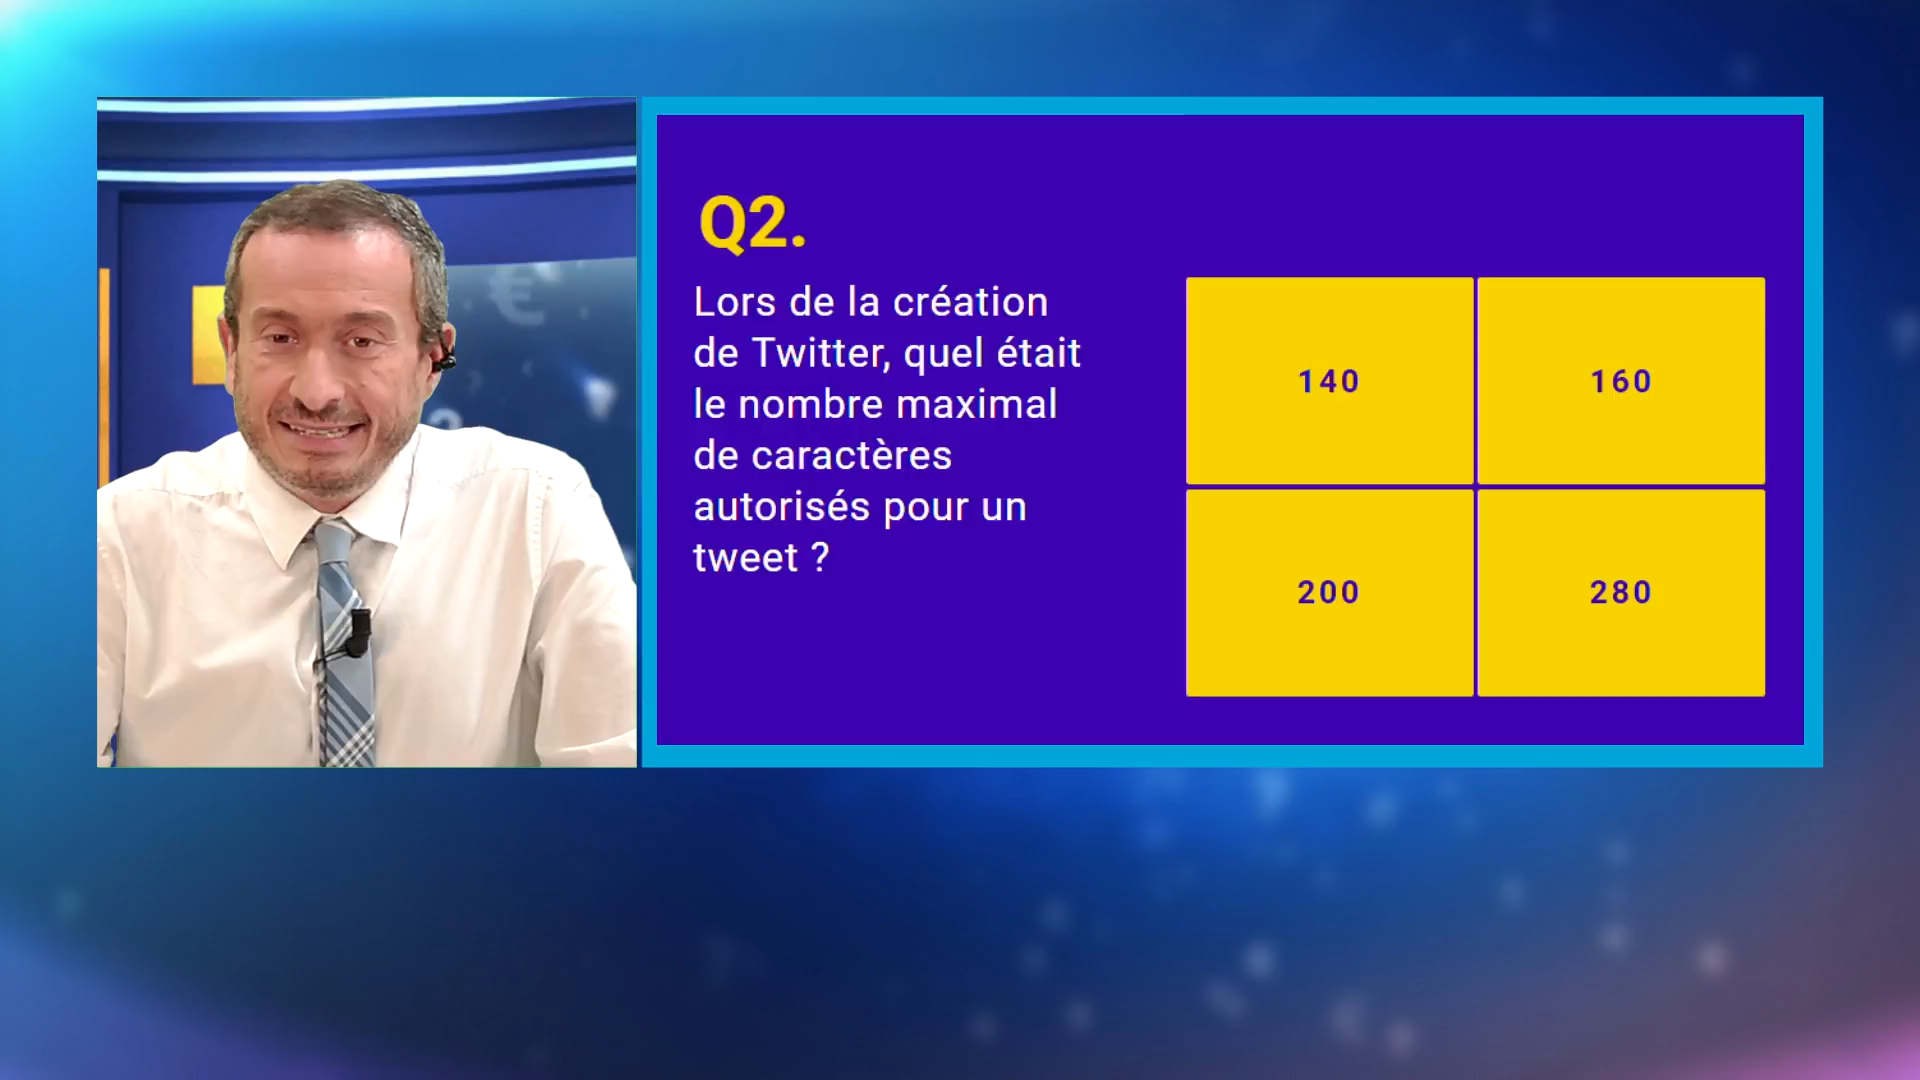 Q2.
Lors de la création
de Twitter, quel était
le nombre maximal
de caractères
autorisés pour un
tweet ?
140
160
200
280